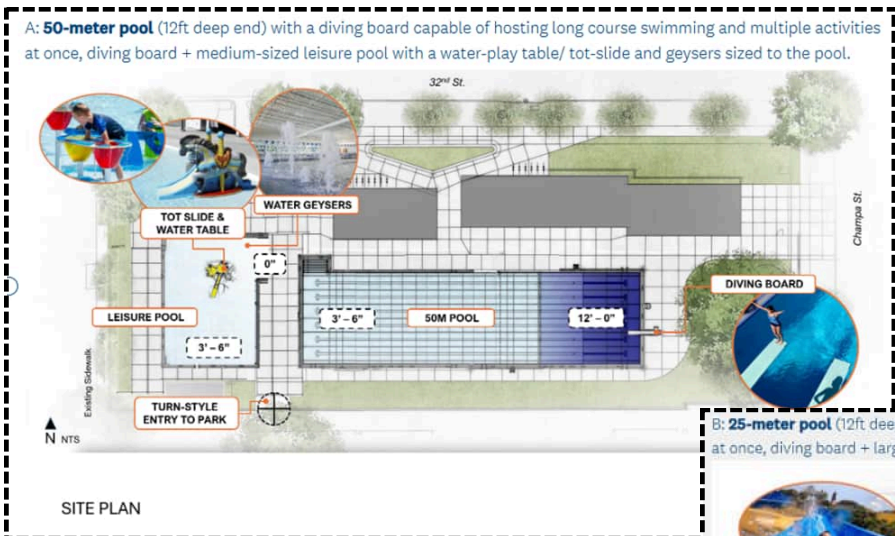 A: 50-meter pool (12ft deep end) with a diving board capable of hosting long course swimming and multiple activities
at once, diving board + medium-sized leisure pool with a water-play table/ tot-slide and geysers sized to the pool.
32nd St.
WATER GEYSERS
TOT SLIDE &
WATER TABLE
0"
Champa St.
DIVING BOARD
LEISURE POOL
3' – 6"
50M POOL
12' – 0"
3' – 6"
Existing Sidewalk
TURN-STYLE
ENTRY TO PARK
N NTS
B: 25-meter pool (12ft dee
at once, diving board + larg
SITE PLAN